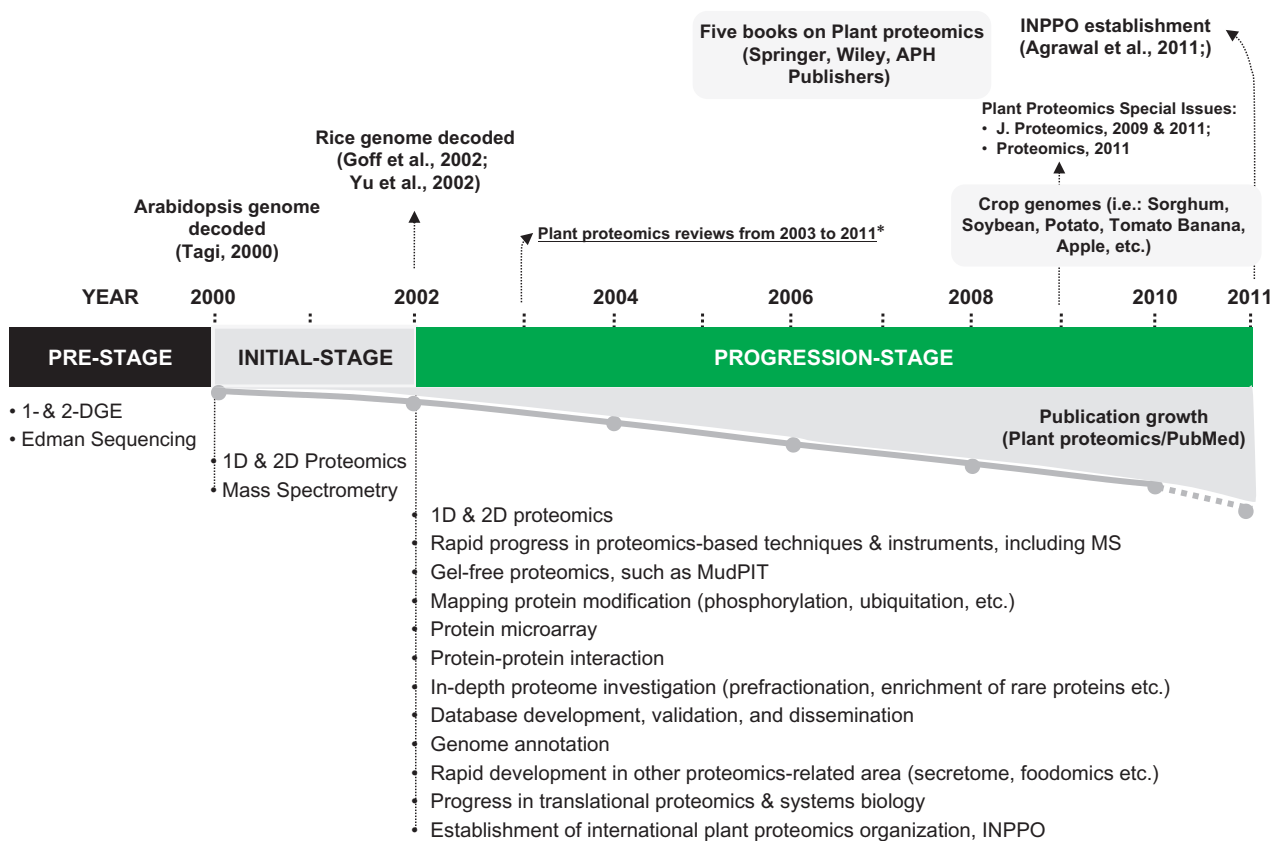 Five books on Plant proteomics
(Springer, Wiley, APH
Publishers)
INPPO establishment
(Agrawal et al., 2011;)
Plant Proteomics Special Issues:
• J. Proteomics, 2009 & 2011;
• Proteomics, 2011
Rice genome decoded
(Goff et al., 2002;
Yu et al., 2002)
Arabidopsis genome
decoded
(Tagi, 2000)
Plant proteomics reviews from 2003 to 2011*
Crop genomes (i.e.: Sorghum,
Soybean, Potato, Tomato Banana,
Apple, etc.)
YEAR 2000 2002 2004 2006 2008 2010 2011
PRE-STAGE INITIAL-STAGE PROGRESSION-STAGE
• 1- & 2-DGE
• Edman Sequencing
Publication growth
(Plant proteomics/PubMed)
• 1D & 2D Proteomics
• Mass Spectrometry
• 1D & 2D proteomics
• Rapid progress in proteomics-based techniques & instruments, including MS
• Gel-free proteomics, such as MudPIT
• Mapping protein modification (phosphorylation, ubiquitation, etc.)
• Protein microarray
• Protein-protein interaction
• In-depth proteome investigation (prefractionation, enrichment of rare proteins etc.)
• Database development, validation, and dissemination
• Genome annotation
• Rapid development in other proteomics-related area (secretome, foodomics etc.)
• Progress in translational proteomics & systems biology
• Establishment of international plant proteomics organization, INPPO